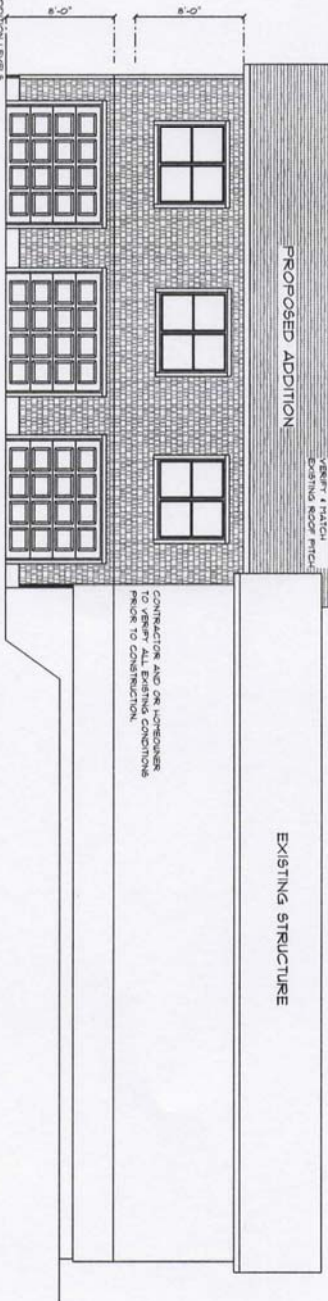 PROPOSED ADDITION
VERIFY & MATCH
EXISTING ROOF PITCH
EXISTING STRUCTURE
8'-0"
8'-0"
CONTRACTOR AND OR HOMEOWNER
TO VERIFY ALL EXISTING CONDITIONS
PRIOR TO CONSTRUCTION.